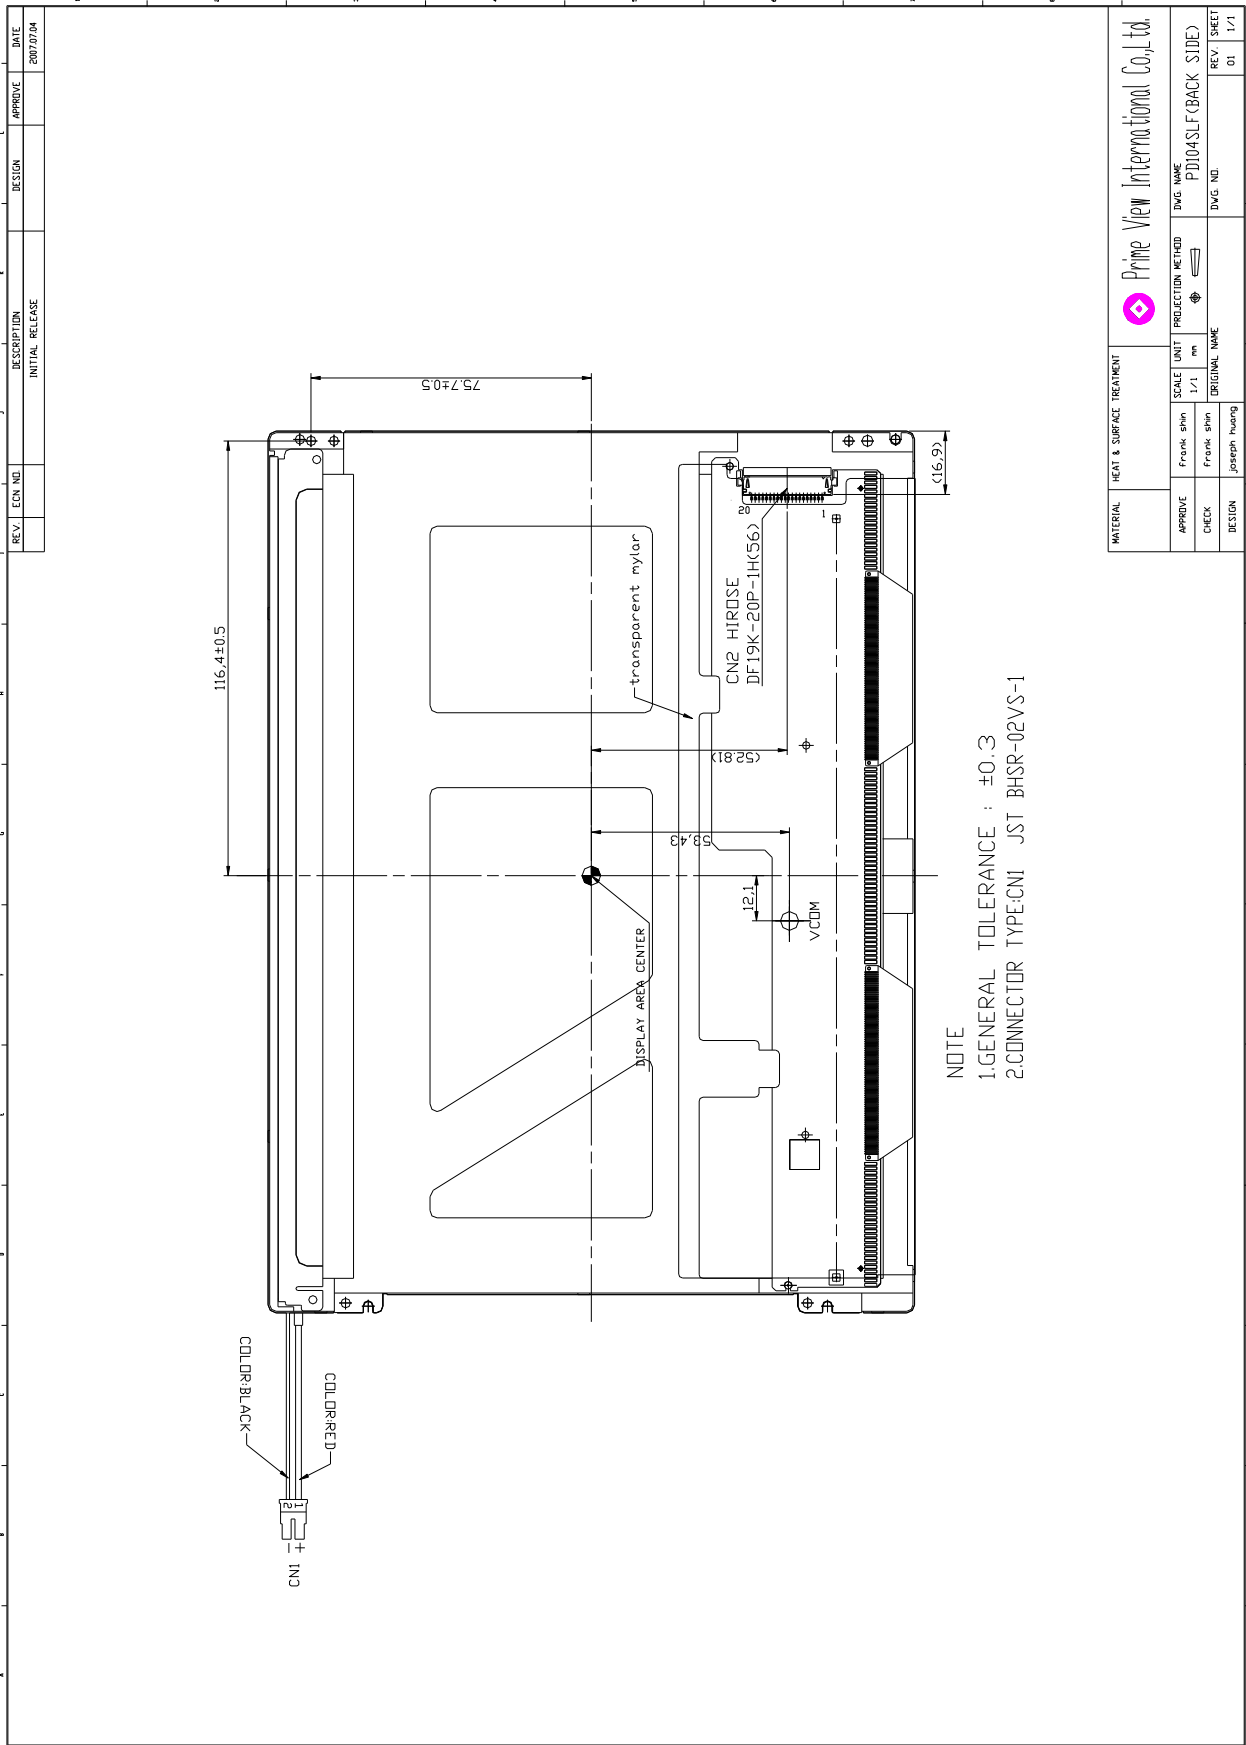 REV. ECN NO. DESCRIPTION DESIGN APPROVE DATE
INITIAL RELEASE 2007.07.04
116,4±0.5
75.7±0.5
transparent mylar
CN2 HIROSE
DF19K-20P-1H(56)
20
1
(16,9)
(52.81)
53,43
12,1
VCOM
DISPLAY AREA CENTER
COLOR:BLACK
COLOR:RED
1
2
- +
CN1
NOTE
1.GENERAL TOLERANCE : ±0.3
2.CONNECTOR TYPE:CN1 JST BHSR-02VS-1
MATERIAL HEAT & SURFACE TREATMENT
Prime View International Co.,Ltd.
APPROVE frank shin
SCALE 1/1
UNIT mm
PROJECTION METHOD
DWG. NAME PD104SLF(BACK SIDE)
CHECK frank shin
ORIGINAL NAME
DWG. NO.
REV. 01
SHEET 1/1
DESIGN joseph huang